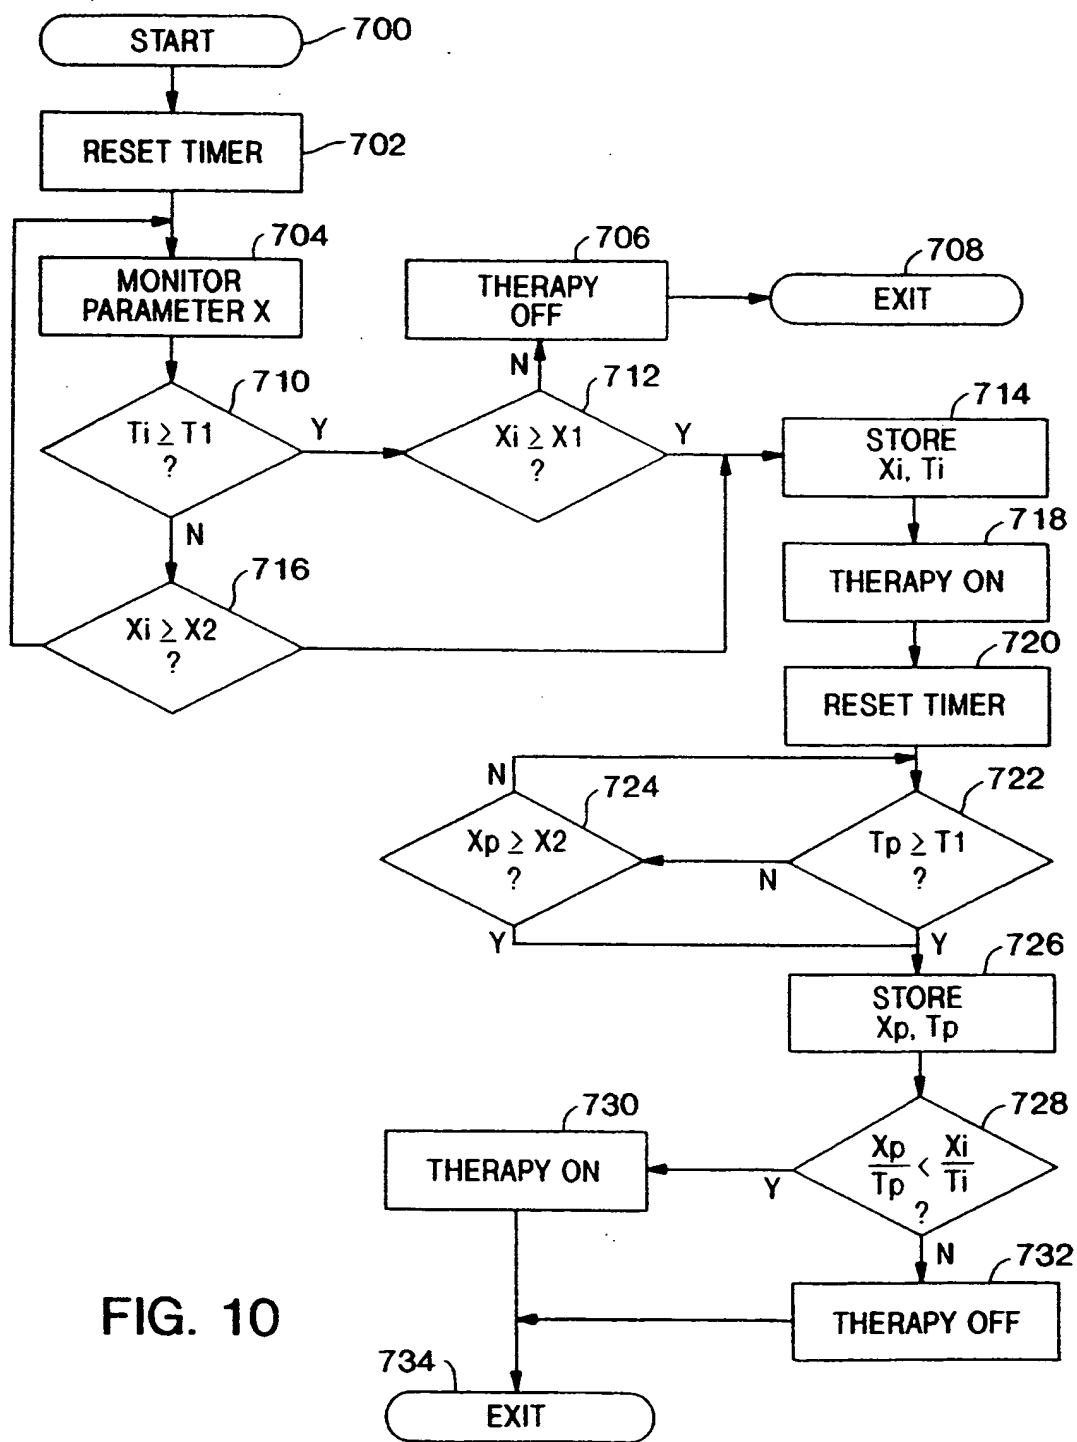 START
700
RESET TIMER
702
704
MONITOR
PARAMETER X
706
THERAPY
OFF
708
EXIT
710
Ti ≥ T1
?
Y
N
712
Xi ≥ X1
?
N
Y
714
STORE
Xi, Ti
716
Xi ≥ X2
?
718
THERAPY ON
720
RESET TIMER
722
Tp ≥ T1
?
N
Y
724
Xp ≥ X2
?
N
Y
726
STORE
Xp, Tp
728
Xp/Tp < Xi/Ti
?
Y
N
730
THERAPY ON
732
THERAPY OFF
734
EXIT
FIG. 10